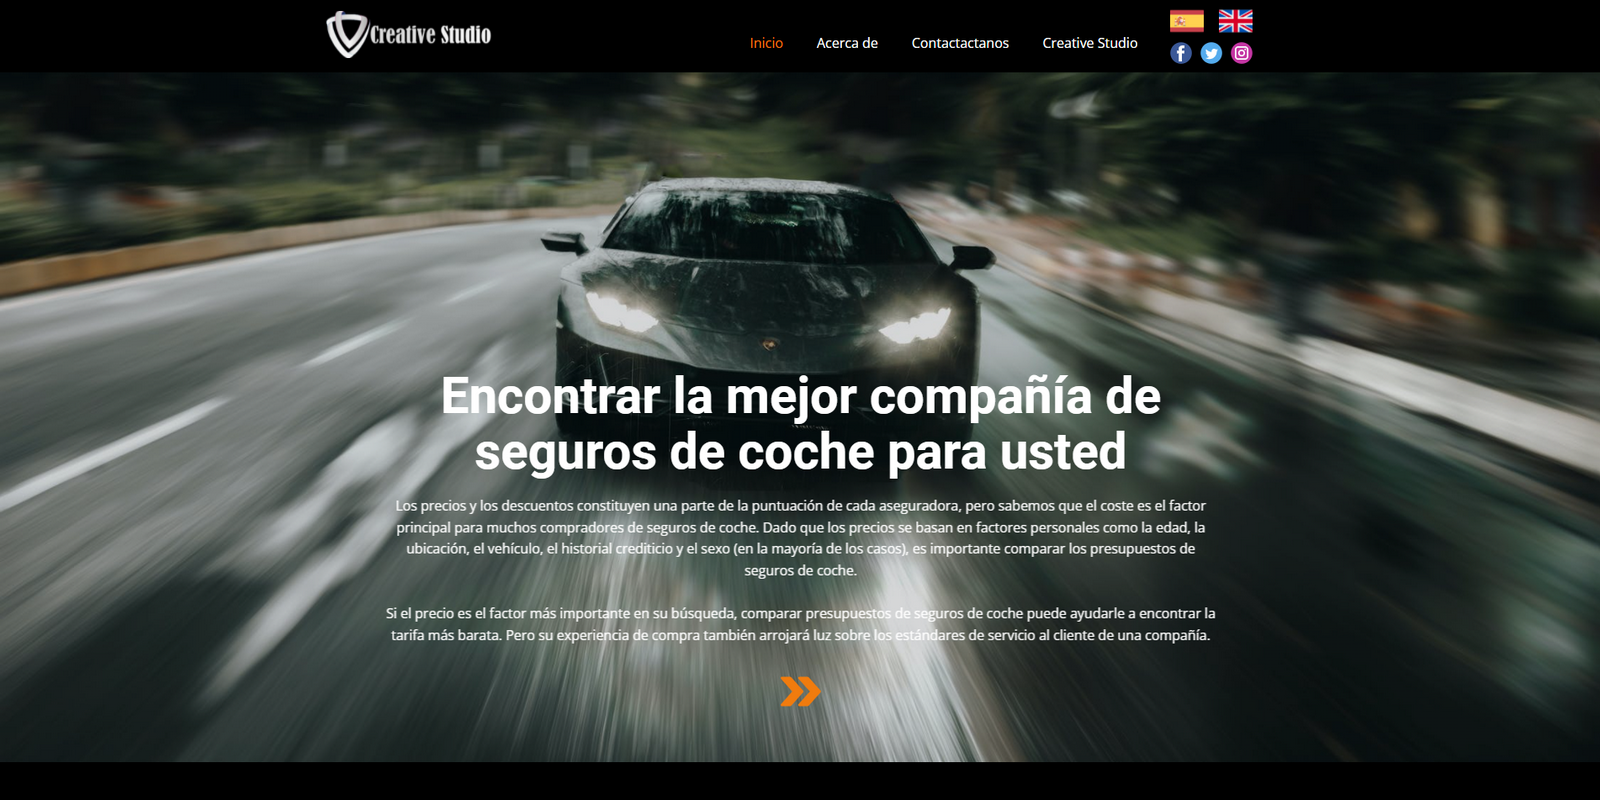 Creative Studio
Inicio Acerca de Contactactanos Creative Studio
Encontrar la mejor compañía de
seguros de coche para usted
Los precios y los descuentos constituyen una parte de la puntuación de cada aseguradora, pero sabemos que el coste es el factor
principal para muchos compradores de seguros de coche. Dado que los precios se basan en factores personales como la edad, la
ubicación, el vehículo, el historial crediticio y el sexo (en la mayoría de los casos), es importante comparar los presupuestos de
seguros de coche.
Si el precio es el factor más importante en su búsqueda, comparar presupuestos de seguros de coche puede ayudarle a encontrar la
tarifa más barata. Pero su experiencia de compra también arrojará luz sobre los estándares de servicio al cliente de una compañía.